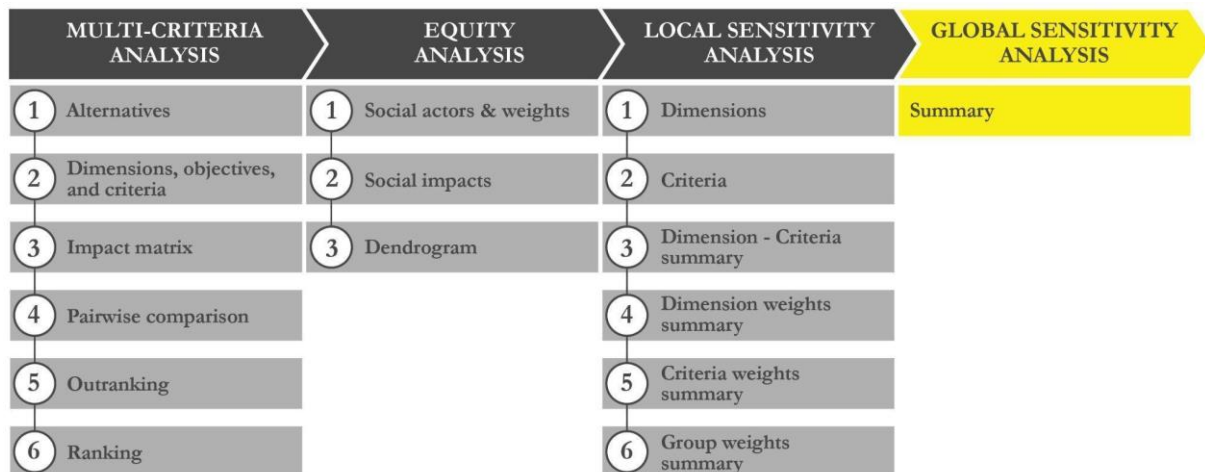 MULTI-CRITERIA
ANALYSIS
EQUITY
ANALYSIS
LOCAL SENSITIVITY
ANALYSIS
GLOBAL SENSITIVITY
ANALYSIS
1 Alternatives
2 Dimensions, objectives,
and criteria
3 Impact matrix
4 Pairwise comparison
5 Outranking
6 Ranking
1 Social actors & weights
2 Social impacts
3 Dendrogram
1 Dimensions
2 Criteria
3 Dimension - Criteria
summary
4 Dimension weights
summary
5 Criteria weights
summary
6 Group weights
summary
Summary